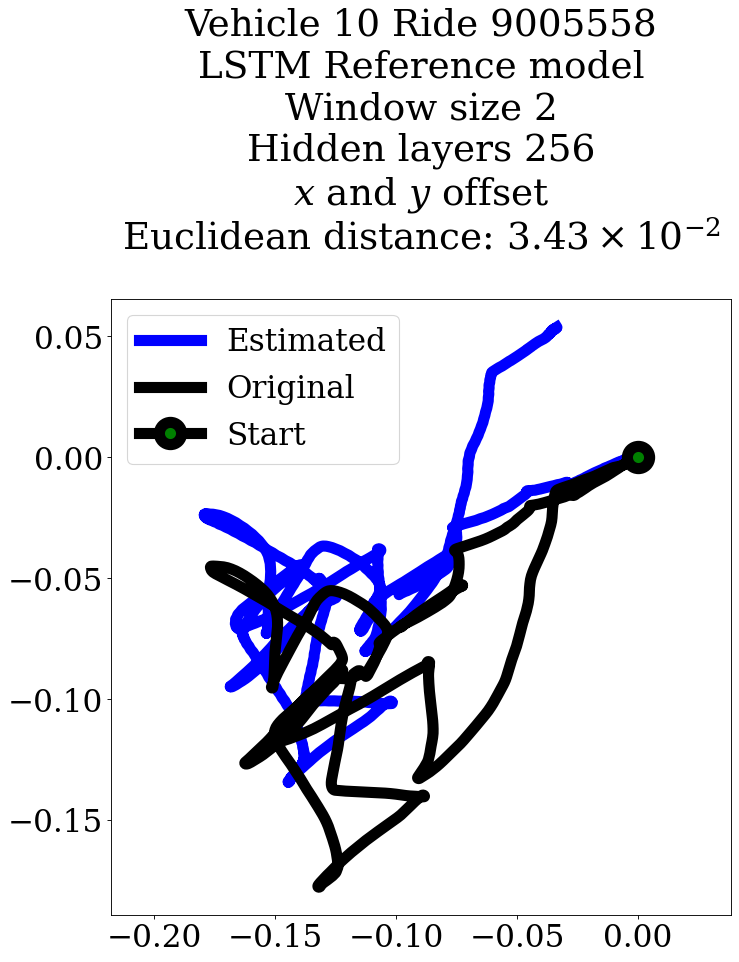 Vehicle 10 Ride 9005558
LSTM Reference model
Window size 2
Hidden layers 256
x and y offset
Euclidean distance: 3.43 × 10⁻²
Estimated
Original
Start
0.05
0.00
−0.05
−0.10
−0.15
−0.20 −0.15 −0.10 −0.05 0.00